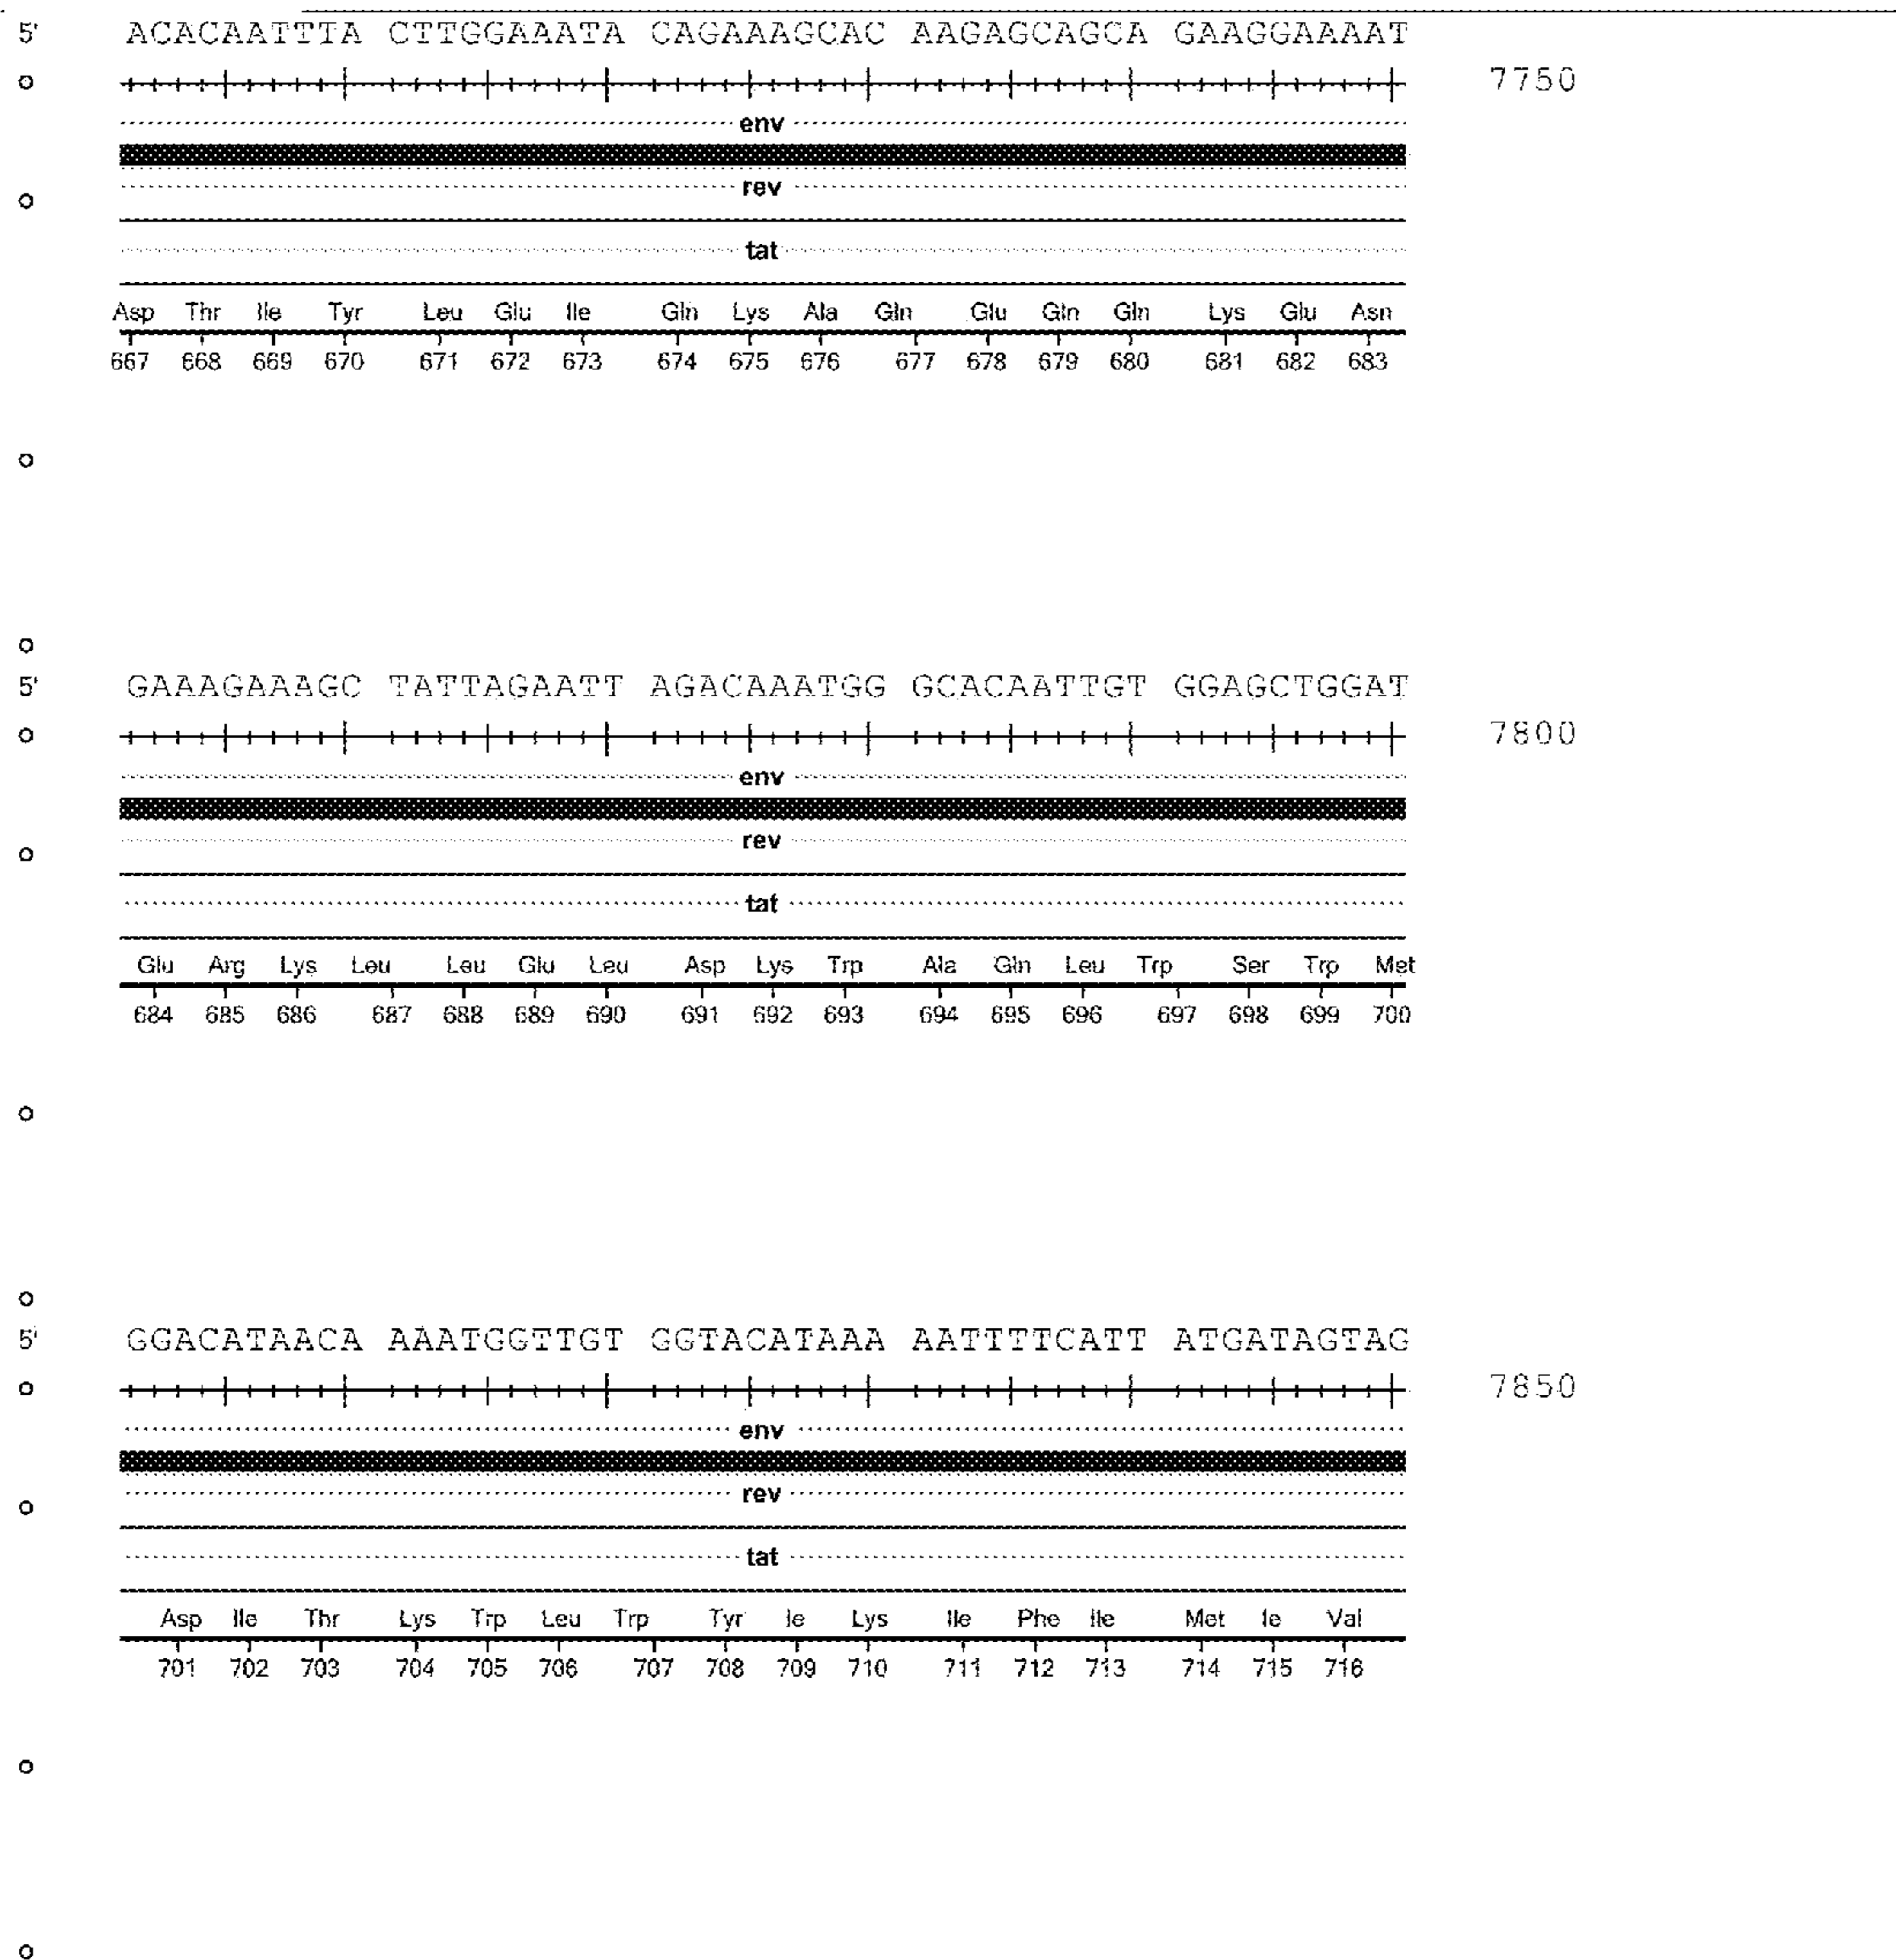 5' ACACAATTTA CTTGGAAATA CAGAAAGCAC AAGAGCAGCA GAAGGAAAAT
7750
env
rev
tat
Asp Thr Ile Tyr Leu Glu Ile Gln Lys Ala Gln Glu Gln Gln Lys Glu Asn
667 668 669 670 671 672 673 674 675 676 677 678 679 680 681 682 683
5' GAAAGAAAGC TATTAGAATT AGACAAATGG GCACAATTGT GGAGCTGGAT
7800
env
rev
tat
Glu Arg Lys Leu Leu Glu Leu Asp Lys Trp Ala Gln Leu Trp Ser Trp Met
684 685 686 687 688 689 690 691 692 693 694 695 696 697 698 699 700
5' GGACATAACA AAATGGTTGT GGTACATAAA AATTTTCATT ATGATAGTAG
7850
env
rev
tat
Asp Ile Thr Lys Trp Leu Trp Tyr Ie Lys Ile Phe Ile Met Ie Val
701 702 703 704 705 706 707 708 709 710 711 712 713 714 715 716